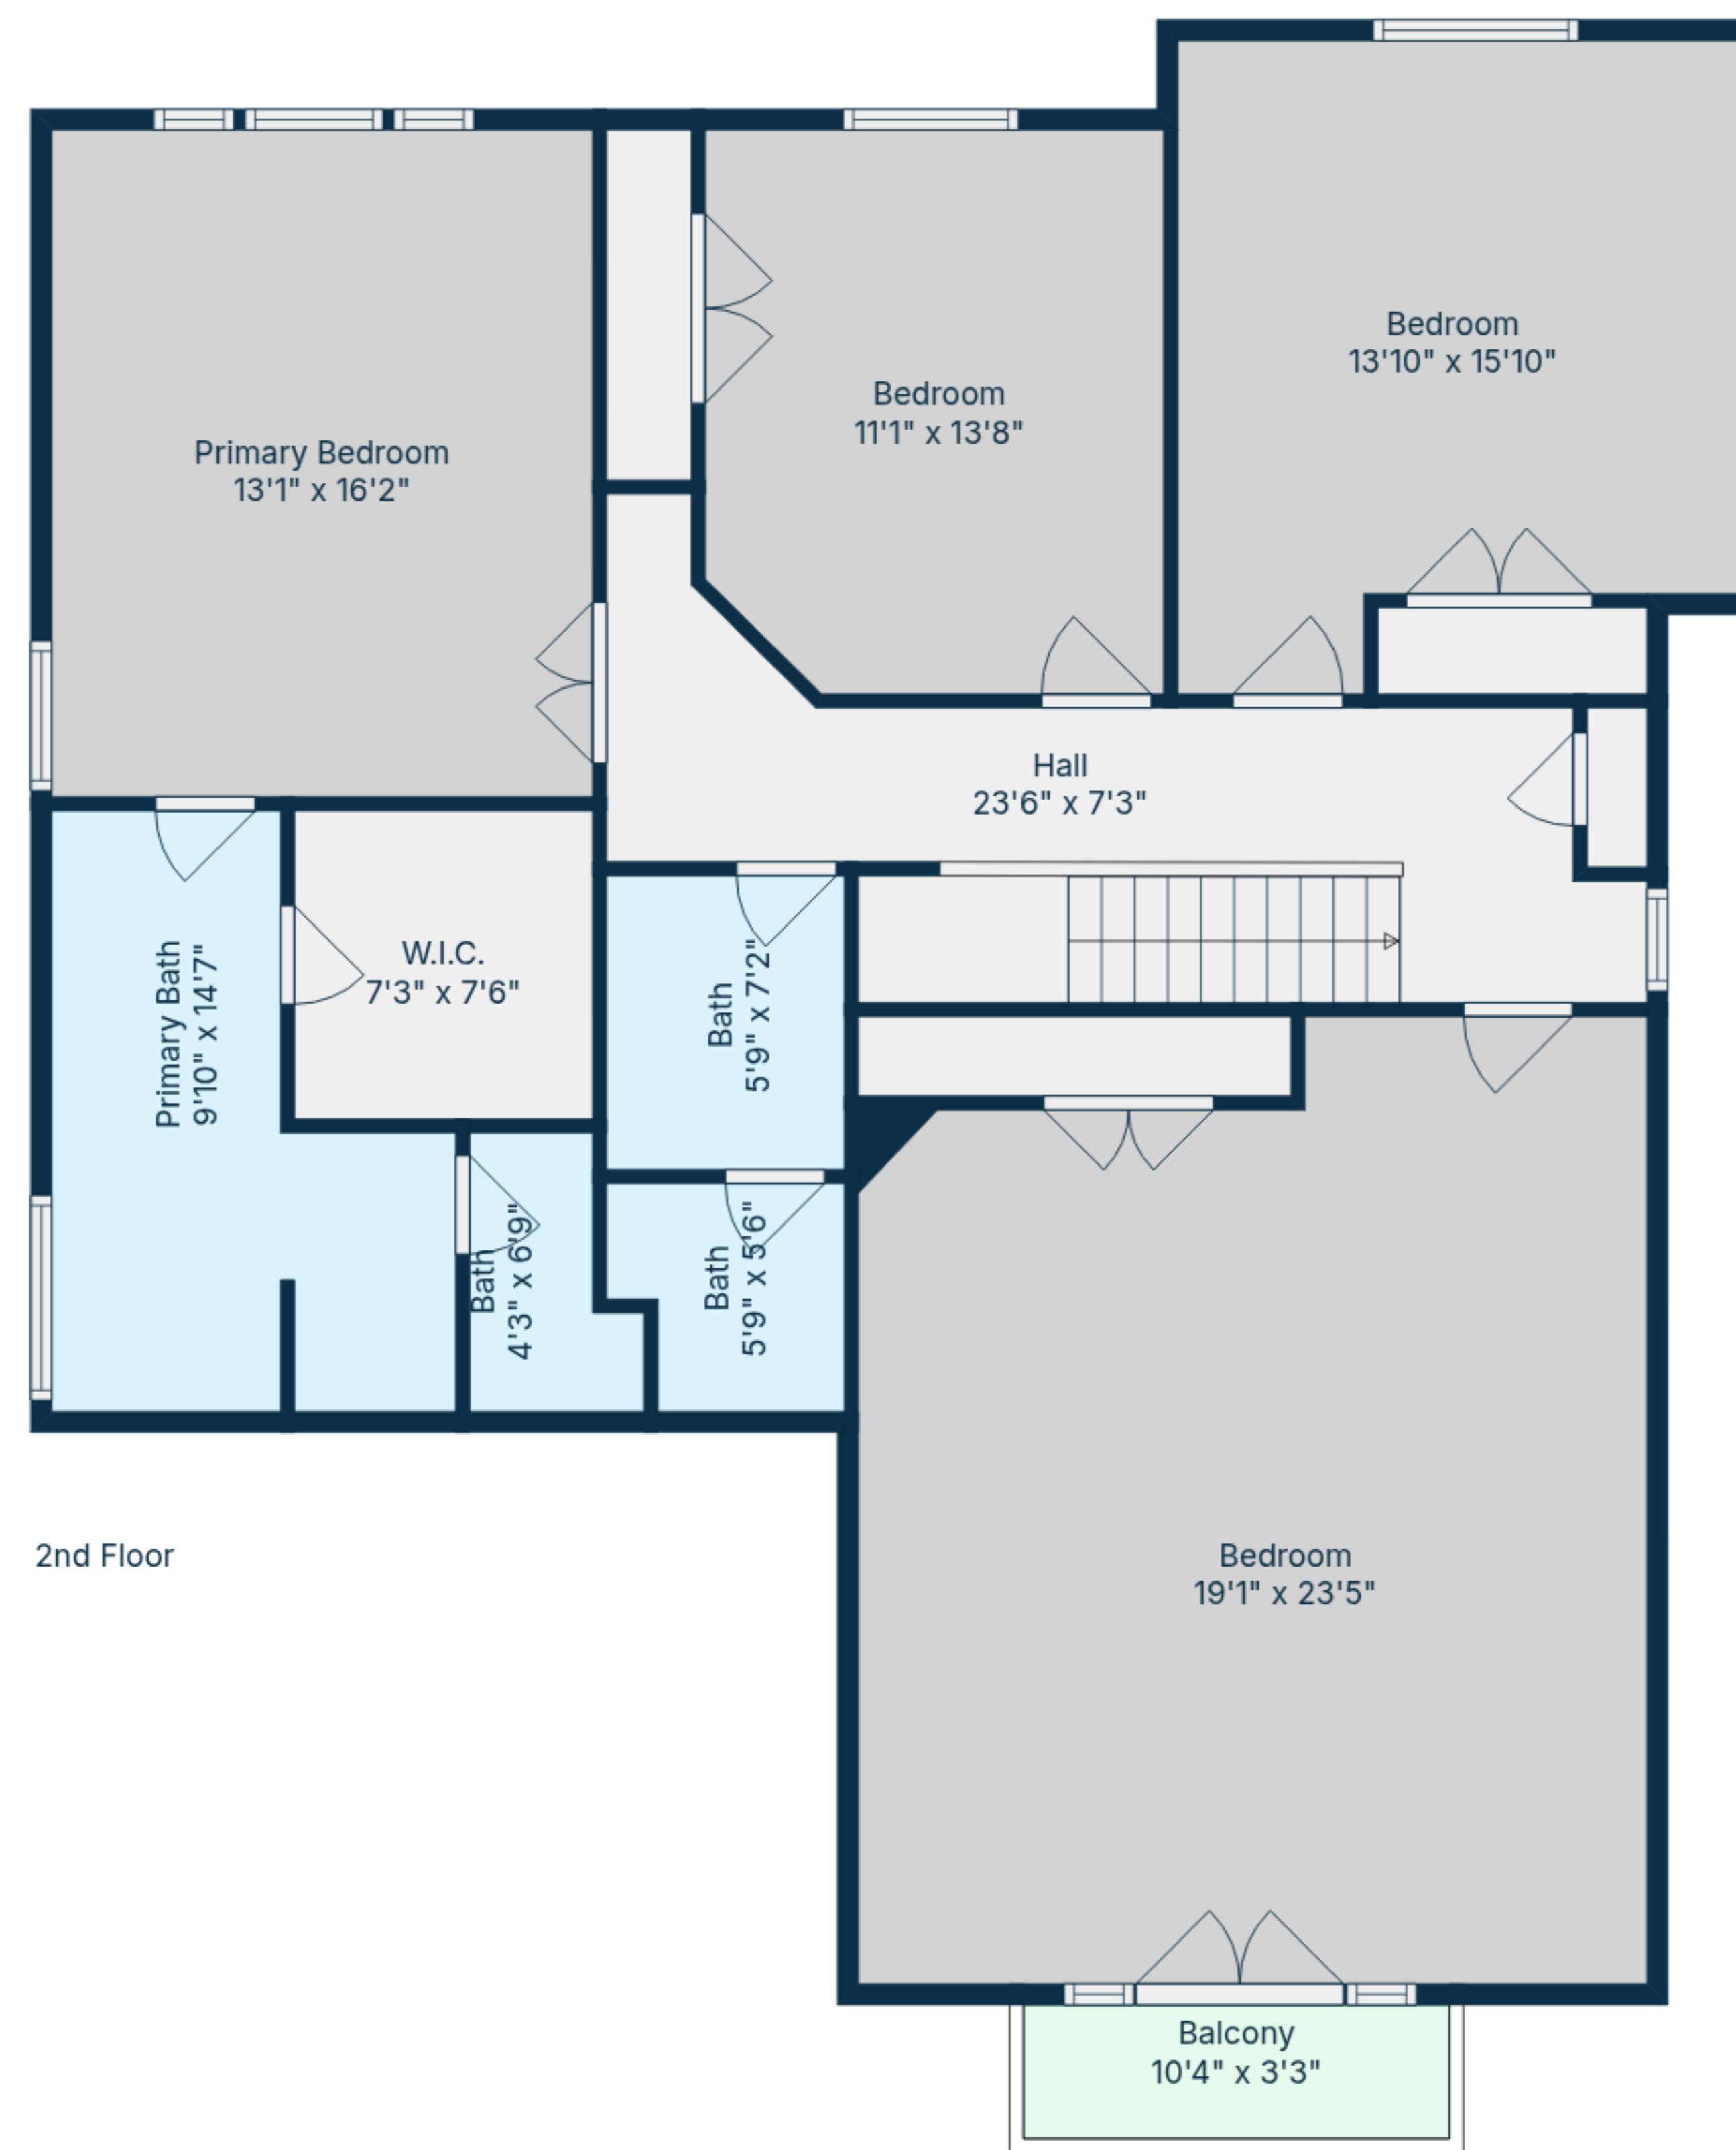 Bedroom
13'10" x 15'10"
Bedroom
11'1" x 13'8"
Primary Bedroom
13'1" x 16'2"
Hall
23'6" x 7'3"
Primary Bath
9'10" x 14'7"
W.I.C.
7'3" x 7'6"
Bath
5'9" x 7'2"
Bath
4'3" x 6'9"
Bath
5'9" x 5'6"
2nd Floor
Bedroom
19'1" x 23'5"
Balcony
10'4" x 3'3"